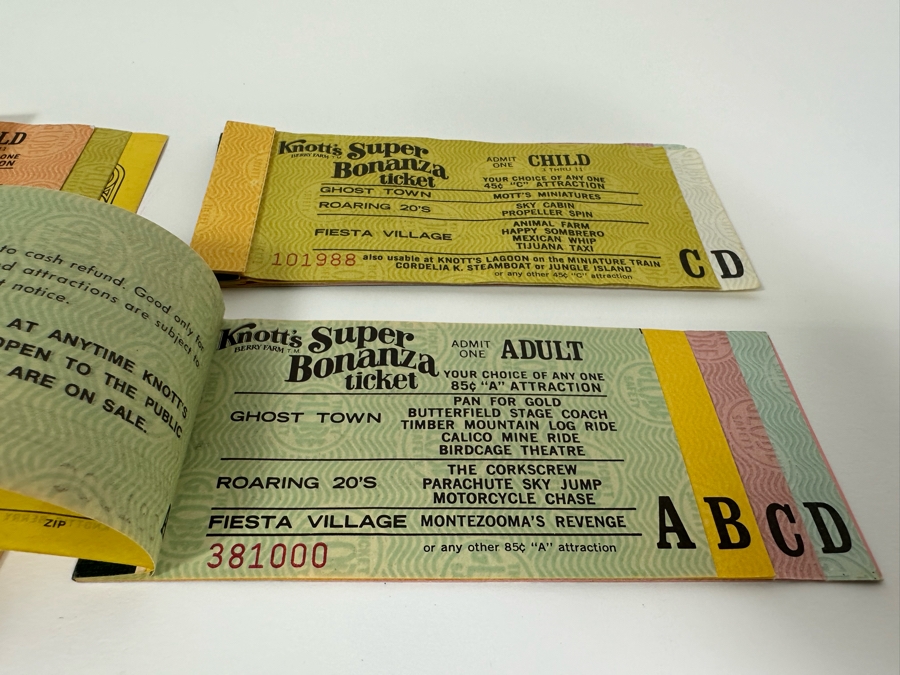 LD
ONE
ON
Knott's Super
BERRY FARM T.M.
Bonanza
ticket
ADMIT ONE CHILD
3 THRU 11
YOUR CHOICE OF ANY ONE
45¢ "C" ATTRACTION
GHOST TOWN MOTT'S MINIATURES
ROARING 20'S SKY CABIN
PROPELLER SPIN
FIESTA VILLAGE ANIMAL FARM
HAPPY SOMBRERO
MEXICAN WHIP
TIJUANA TAXI
101988 also usable at KNOTT'S LAGOON on the MINIATURE TRAIN
CORDELIA K. STEAMBOAT or JUNGLE ISLAND
or any other 45¢ "C" attraction
C D
to cash refund. Good only for
d attractions are subject to
t notice.
AT ANYTIME KNOTT'S
OPEN TO THE PUBLIC
ARE ON SALE.
ZIP
Knott's Super
BERRY FARM T.M.
Bonanza
ticket
ADMIT ONE ADULT
YOUR CHOICE OF ANY ONE
85¢ "A" ATTRACTION
GHOST TOWN PAN FOR GOLD
BUTTERFIELD STAGE COACH
TIMBER MOUNTAIN LOG RIDE
CALICO MINE RIDE
BIRDCAGE THEATRE
ROARING 20'S THE CORKSCREW
PARACHUTE SKY JUMP
MOTORCYCLE CHASE
FIESTA VILLAGE MONTEZOOMA'S REVENGE
381000 or any other 85¢ "A" attraction
A B C D